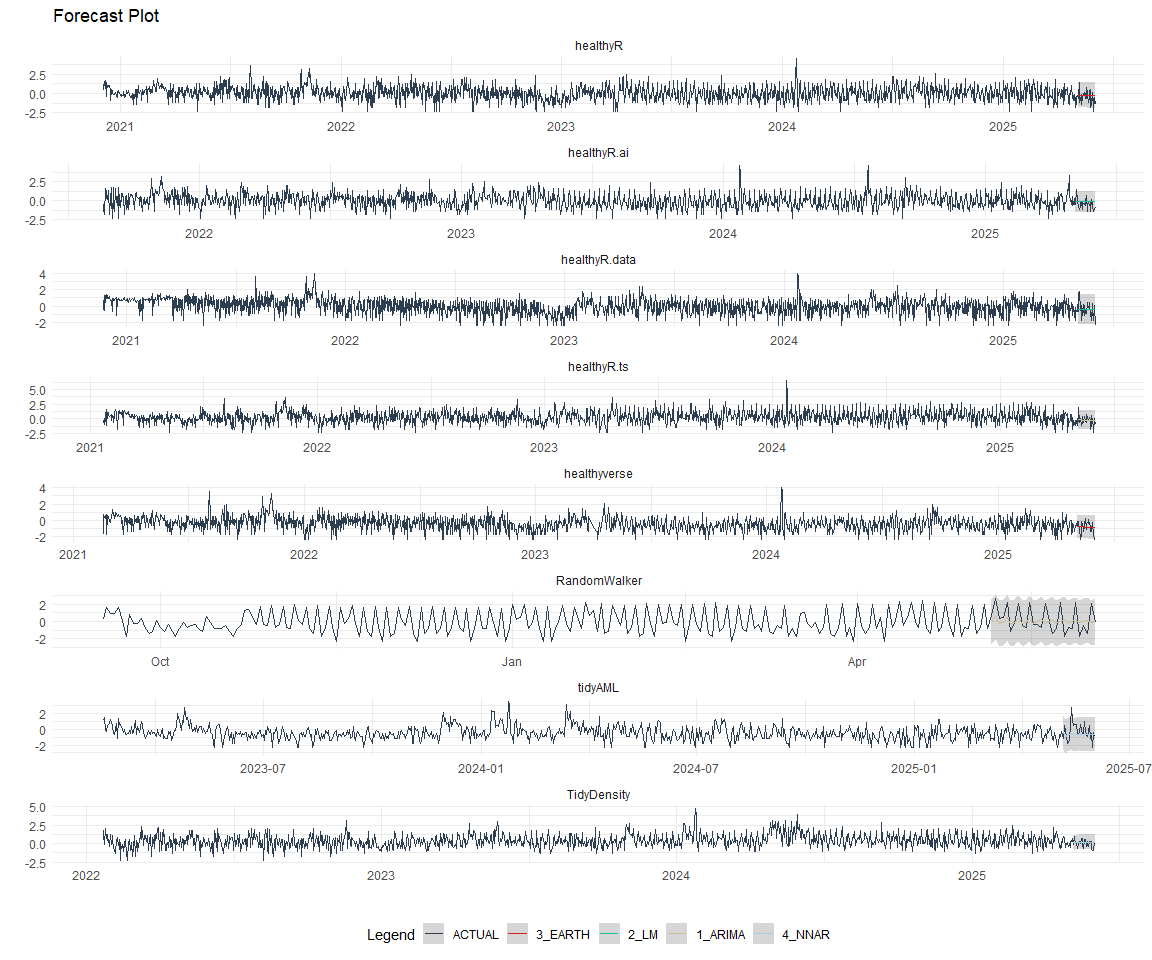 Forecast Plot
healthyR
2.5
0.0
-2.5
2021 2022 2023 2024 2025
healthyR.ai
2.5
0.0
-2.5
2022 2023 2024 2025
healthyR.data
4
2
0
-2
2021 2022 2023 2024 2025
healthyR.ts
5.0
2.5
0.0
-2.5
2021 2022 2023 2024 2025
healthyverse
4
2
0
-2
2021 2022 2023 2024 2025
RandomWalker
2
0
-2
Oct Jan Apr
tidyAML
2
0
-2
2023-07 2024-01 2024-07 2025-01 2025-07
TidyDensity
5.0
2.5
0.0
-2.5
2022 2023 2024 2025
Legend ACTUAL 3_EARTH 2_LM 1_ARIMA 4_NNAR